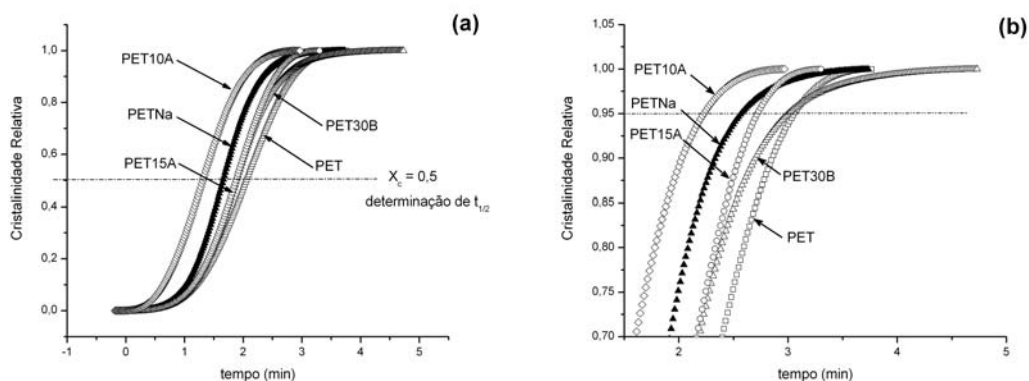 (a)
1,0
0,8
0,6
0,4
0,2
0,0
Cristalinidade Relativa
PET10A
PETNa
PET15A
PET30B
PET
X_c = 0,5
determinação de t_1/2
-1 0 1 2 3 4 5
tempo (min)
(b)
1,05
1,00
0,95
0,90
0,85
0,80
0,75
0,70
Cristalinidade Relativa
PET10A
PETNa
PET15A
PET30B
PET
2 3 4 5
tempo (min)